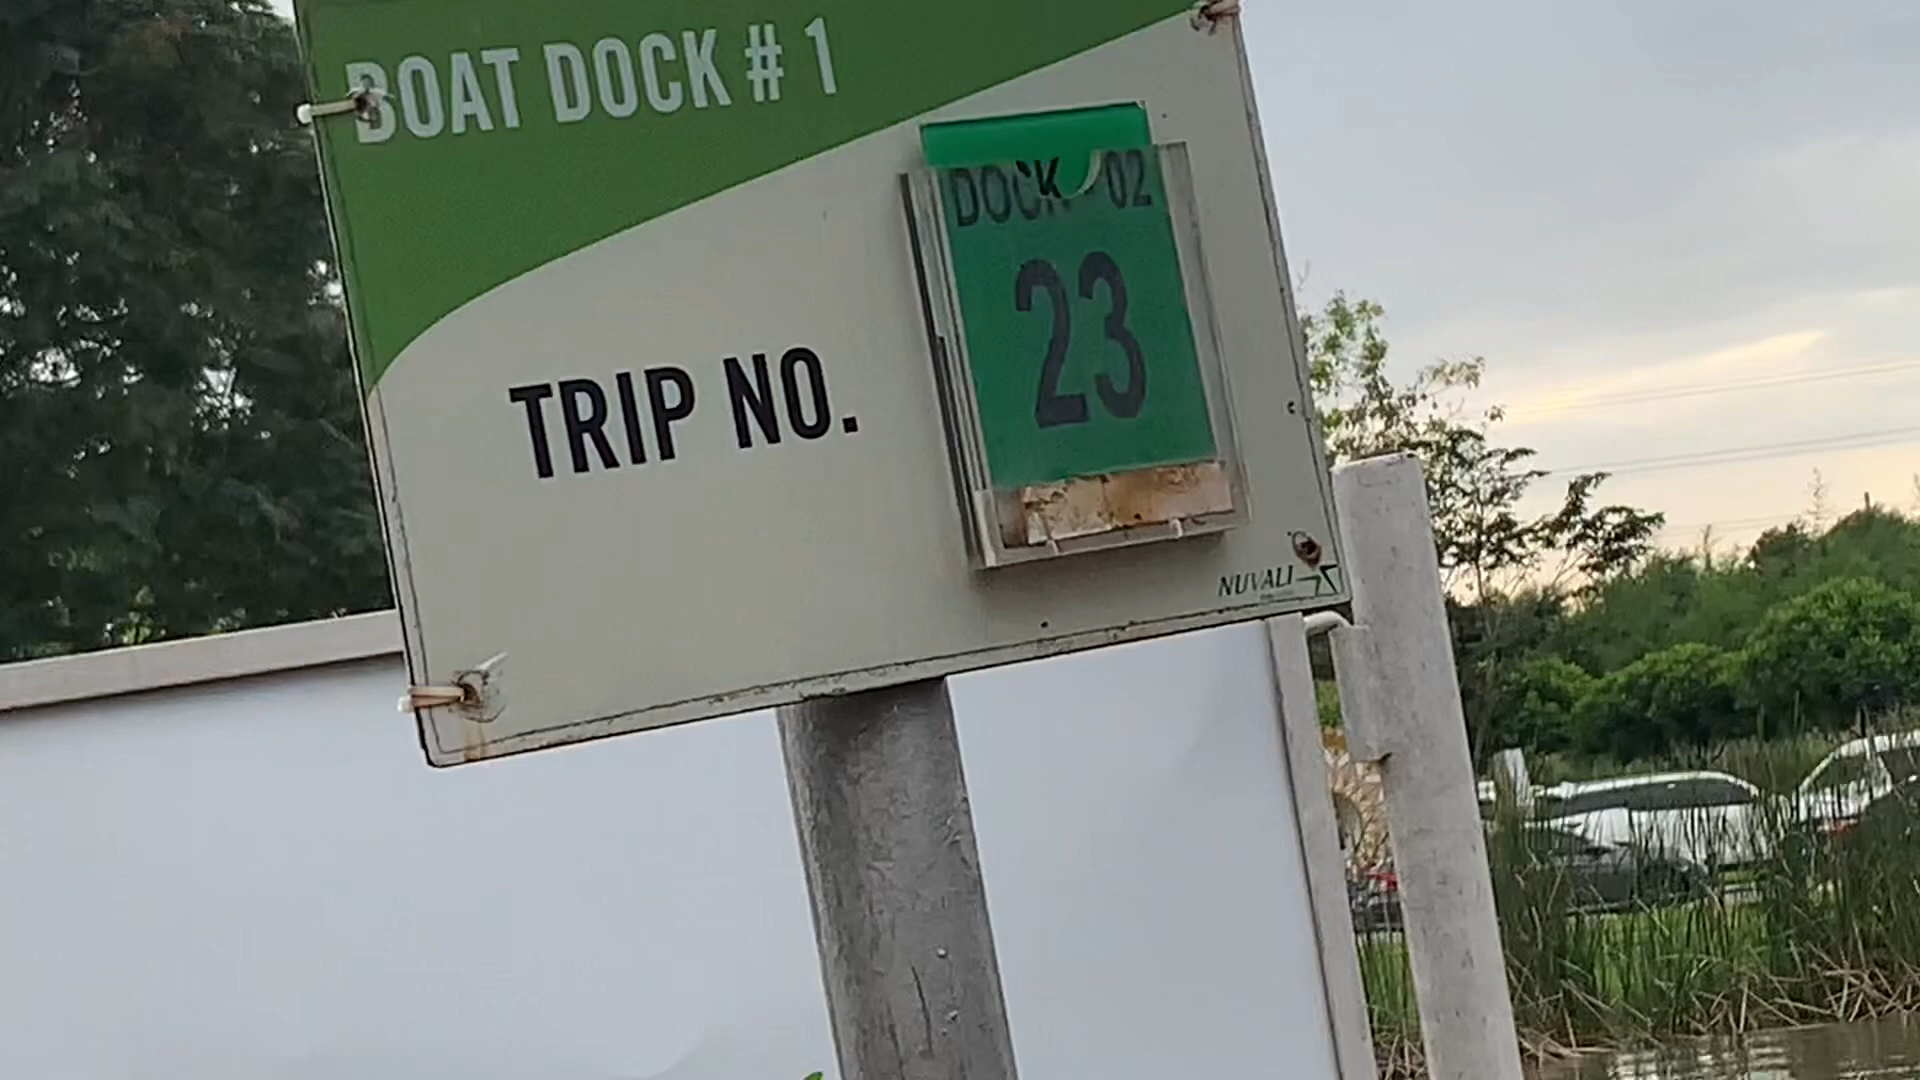 BOAT DOCK # 1
DOCK - 02
23
TRIP NO.
NUVALI